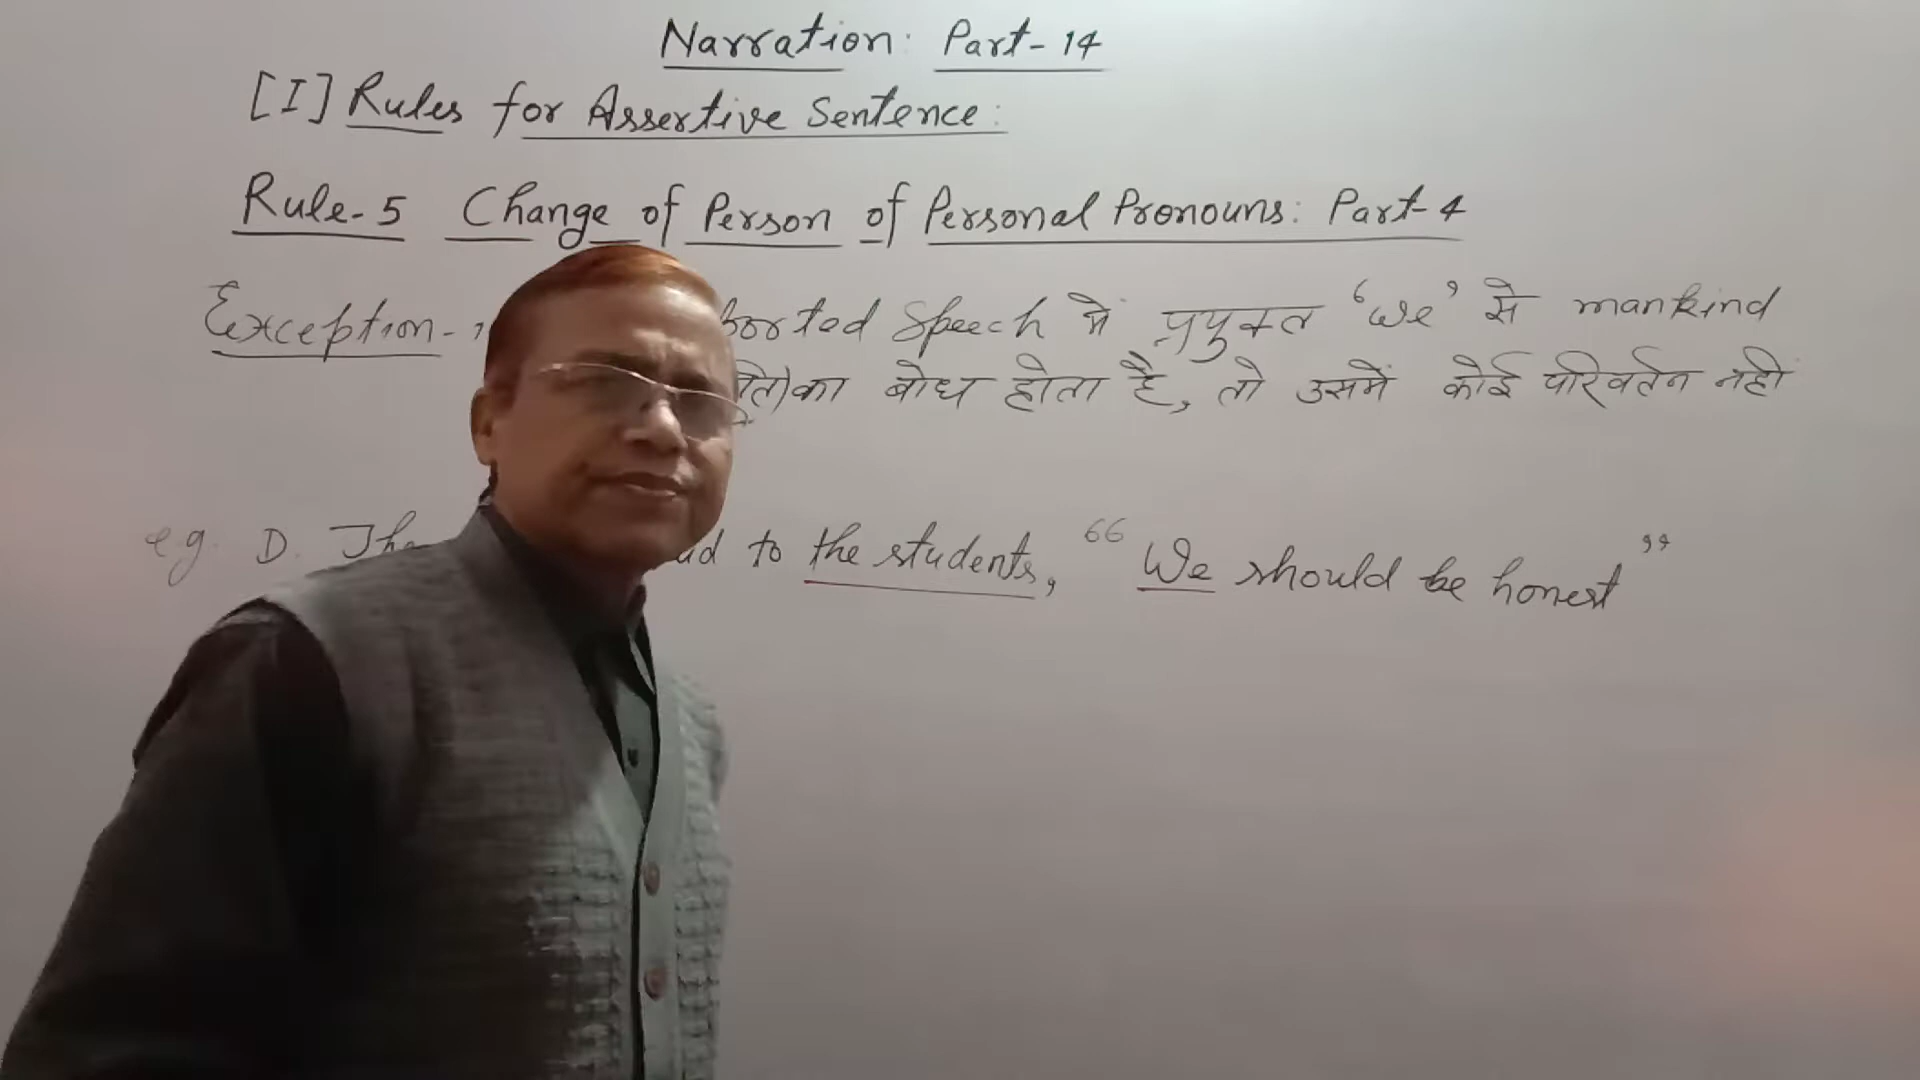 Narration: Part-14
[I] Rules for Assertive Sentence:
Rule-5 Change of Person of Personal Pronouns: Part-4
Exception- Speech में प्रयुक्त ‘We’ से mankind
का बोध होता है, तो उसमें कोई परिवर्तन नहीं
e.g. D. to the students, “We should be honest”